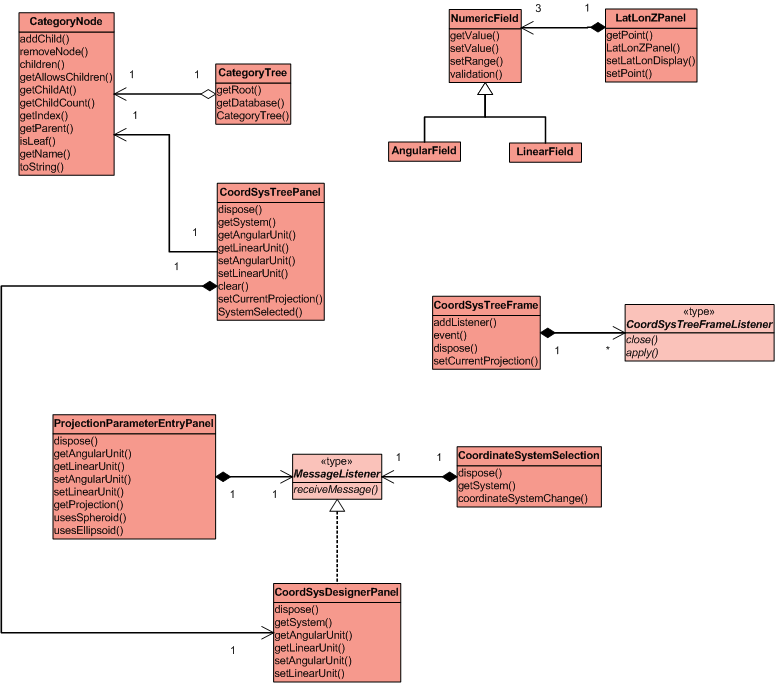 CategoryNode
addChild()
removeNode()
children()
getAllowsChildren()
getChildAt()
getChildCount()
getIndex()
getParent()
isLeaf()
getName()
toString()
1
1
CategoryTree
getRoot()
getDatabase()
CategoryTree()
1
NumericField
getValue()
setValue()
setRange()
validation()
3
1
LatLonZPanel
getPoint()
LatLonZPanel()
setLatLonDisplay()
setPoint()
AngularField
LinearField
CoordSysTreePanel
dispose()
getSystem()
getAngularUnit()
getLinearUnit()
setAngularUnit()
setLinearUnit()
clear()
setCurrentProjection()
SystemSelected()
1
1
CoordSysTreeFrame
addListener()
event()
dispose()
setCurrentProjection()
1
*
«type»
CoordSysTreeFrameListener
close()
apply()
ProjectionParameterEntryPanel
dispose()
getAngularUnit()
getLinearUnit()
setAngularUnit()
setLinearUnit()
getProjection()
usesSpheroid()
usesEllipsoid()
1
1
«type»
MessageListener
receiveMessage()
1
1
CoordinateSystemSelection
dispose()
getSystem()
coordinateSystemChange()
CoordSysDesignerPanel
dispose()
getSystem()
getAngularUnit()
getLinearUnit()
setAngularUnit()
setLinearUnit()
1